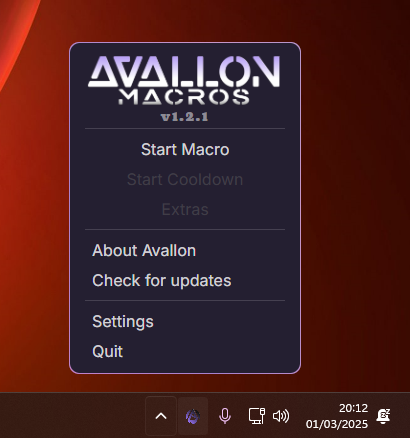 AVALLON
MACROS
v1.2.1
Start Macro
Start Cooldown
Extras
About Avallon
Check for updates
Settings
Quit
20:12
01/03/2025